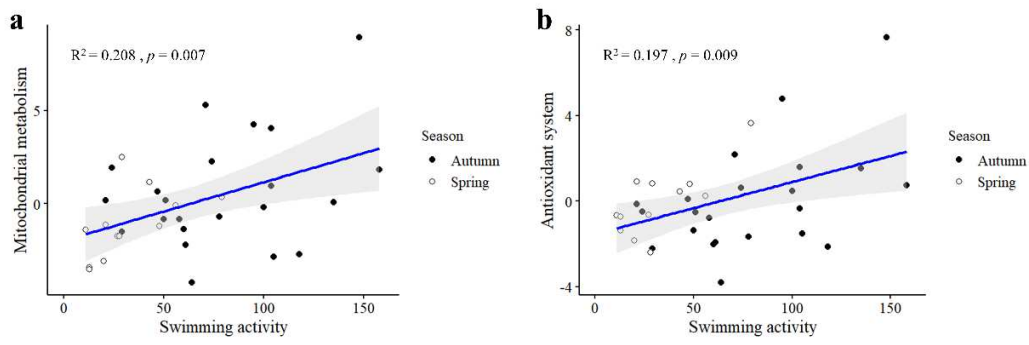 a
R² = 0.208 , p = 0.007
Mitochondrial metabolism
5
0
0
50
100
150
Swimming activity
Season
Autumn
Spring
b
R² = 0.197 , p = 0.009
Antioxidant system
8
4
0
-4
0
50
100
150
Swimming activity
Season
Autumn
Spring